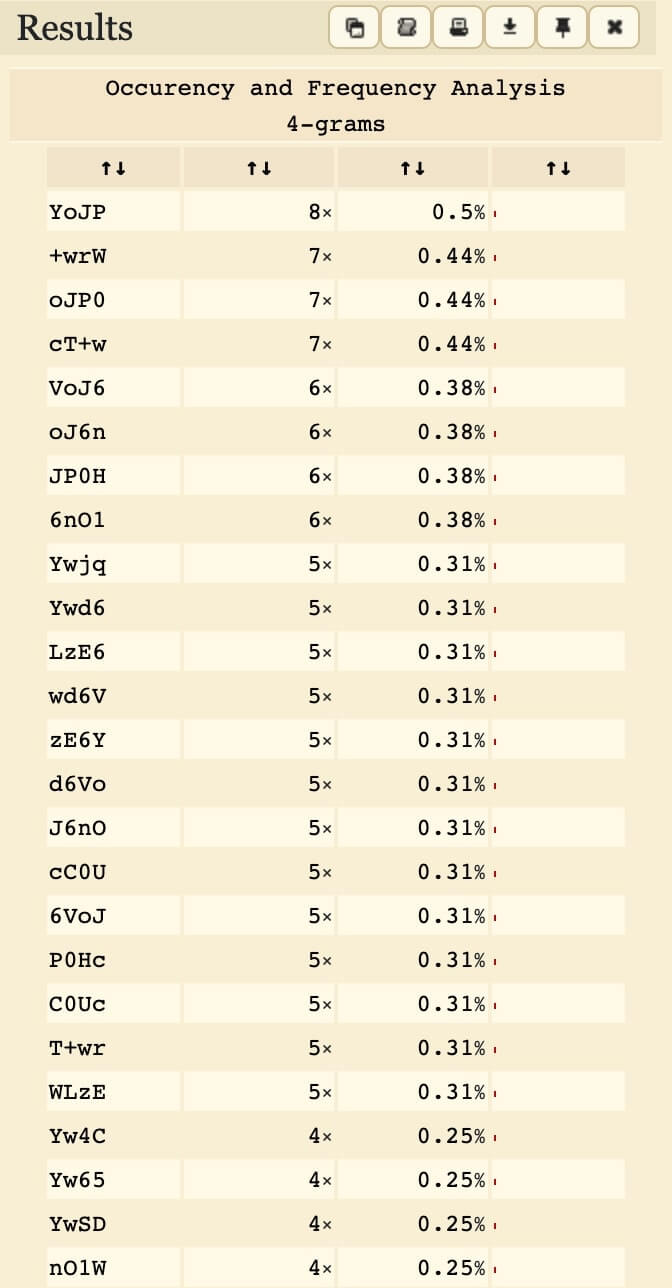 Results
Occurency and Frequency Analysis
4-grams
↑↓ ↑↓ ↑↓ ↑↓
YoJP 8× 0.5%
+wrW 7× 0.44%
oJP0 7× 0.44%
cT+w 7× 0.44%
VoJ6 6× 0.38%
oJ6n 6× 0.38%
JP0H 6× 0.38%
6nO1 6× 0.38%
Ywjq 5× 0.31%
Ywd6 5× 0.31%
LzE6 5× 0.31%
wd6V 5× 0.31%
zE6Y 5× 0.31%
d6Vo 5× 0.31%
J6nO 5× 0.31%
cC0U 5× 0.31%
6VoJ 5× 0.31%
P0Hc 5× 0.31%
C0Uc 5× 0.31%
T+wr 5× 0.31%
WLzE 5× 0.31%
Yw4C 4× 0.25%
Yw65 4× 0.25%
YwSD 4× 0.25%
nO1W 4× 0.25%